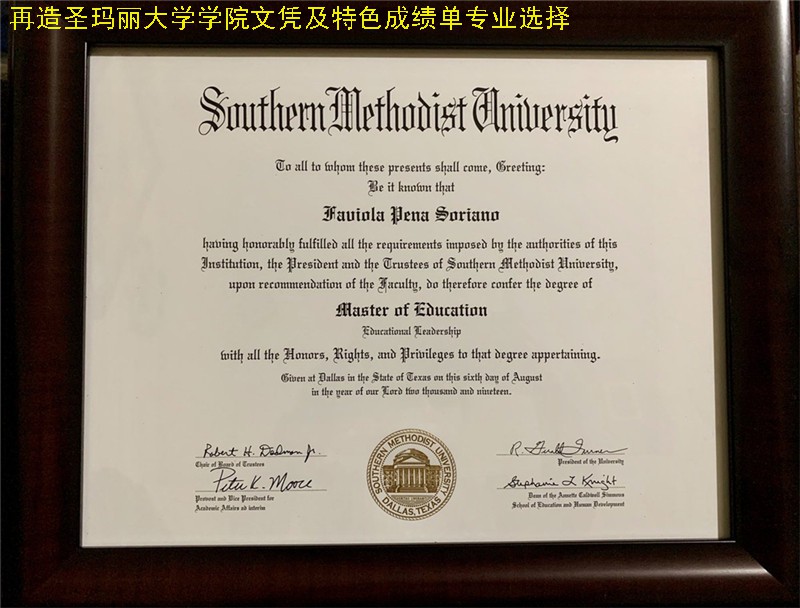 再造圣玛丽大学学院文凭及特色成绩单专业选择
Southern Methodist University
To all to whom these presents shall come, Greeting:
Be it known that
Faviola Pena Soriano
having honorably fulfilled all the requirements imposed by the authorities of this
Institution, the President and the Trustees of Southern Methodist University,
upon recommendation of the Faculty, do therefore confer the degree of
Master of Education
Educational Leadership
with all the Honors, Rights, and Privileges to that degree appertaining.
Given at Dallas in the State of Texas on this sixth day of August
in the year of our Lord two thousand and nineteen.
Robert H. Dedman Jr.
Chair of Board of Trustees
Peter K. Moore
Provost and Vice President for
Academic Affairs ad interim
SOUTHERN METHODIST UNIVERSITY
DALLAS, TEXAS
R. Gerald Turner
President of the University
Stephanie L Knight
Dean of the Annette Caldwell Simmons
School of Education and Human Development